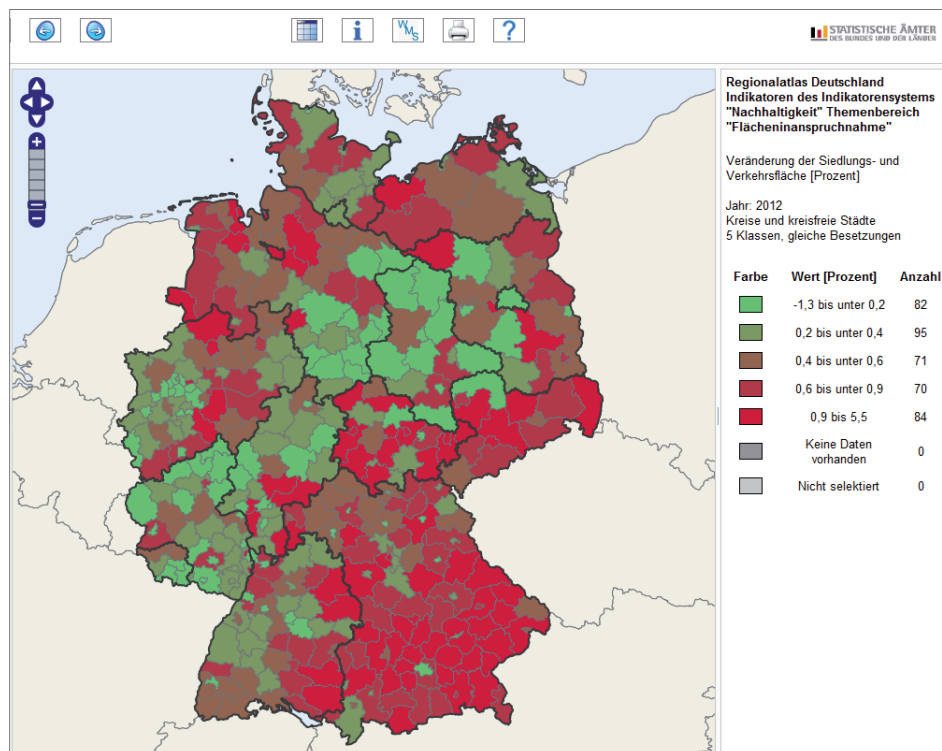 WMS
?
STATISTISCHE ÄMTER
DES BUNDES UND DER LÄNDER
Regionalatlas Deutschland
Indikatoren des Indikatorensystems
"Nachhaltigkeit" Themenbereich
"Flächeninanspruchnahme"
Veränderung der Siedlungs- und
Verkehrsfläche [Prozent]
Jahr: 2012
Kreise und kreisfreie Städte
5 Klassen, gleiche Besetzungen
Farbe Wert [Prozent] Anzahl
-1,3 bis unter 0,2 82
0,2 bis unter 0,4 95
0,4 bis unter 0,6 71
0,6 bis unter 0,9 70
0,9 bis 5,5 84
Keine Daten
vorhanden 0
Nicht selektiert 0